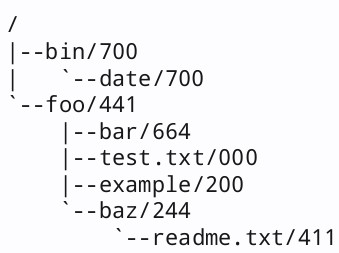 /
|--bin/700
|   `--date/700
`--foo/441
    |--bar/664
    |--test.txt/000
    |--example/200
    `--baz/244
        `--readme.txt/411